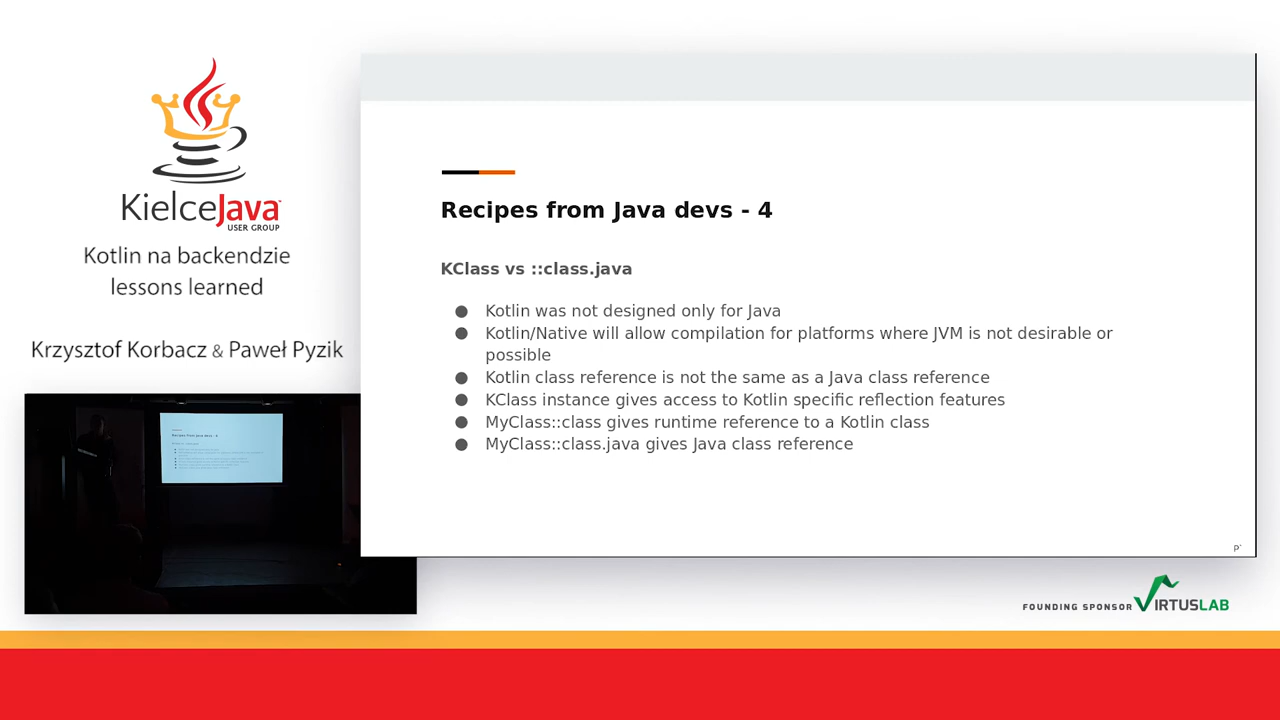 KielceJava
USER GROUP
Kotlin na backendzie
lessons learned
Krzysztof Korbacz & Paweł Pyzik
Recipes from Java devs - 4
KClass vs ::class.java
● Kotlin was not designed only for Java
● Kotlin/Native will allow compilation for platforms where JVM is not desirable or
possible
● Kotlin class reference is not the same as a Java class reference
● KClass instance gives access to Kotlin specific reflection features
● MyClass::class gives runtime reference to a Kotlin class
● MyClass::class.java gives Java class reference
FOUNDING SPONSOR VIRTUSLAB